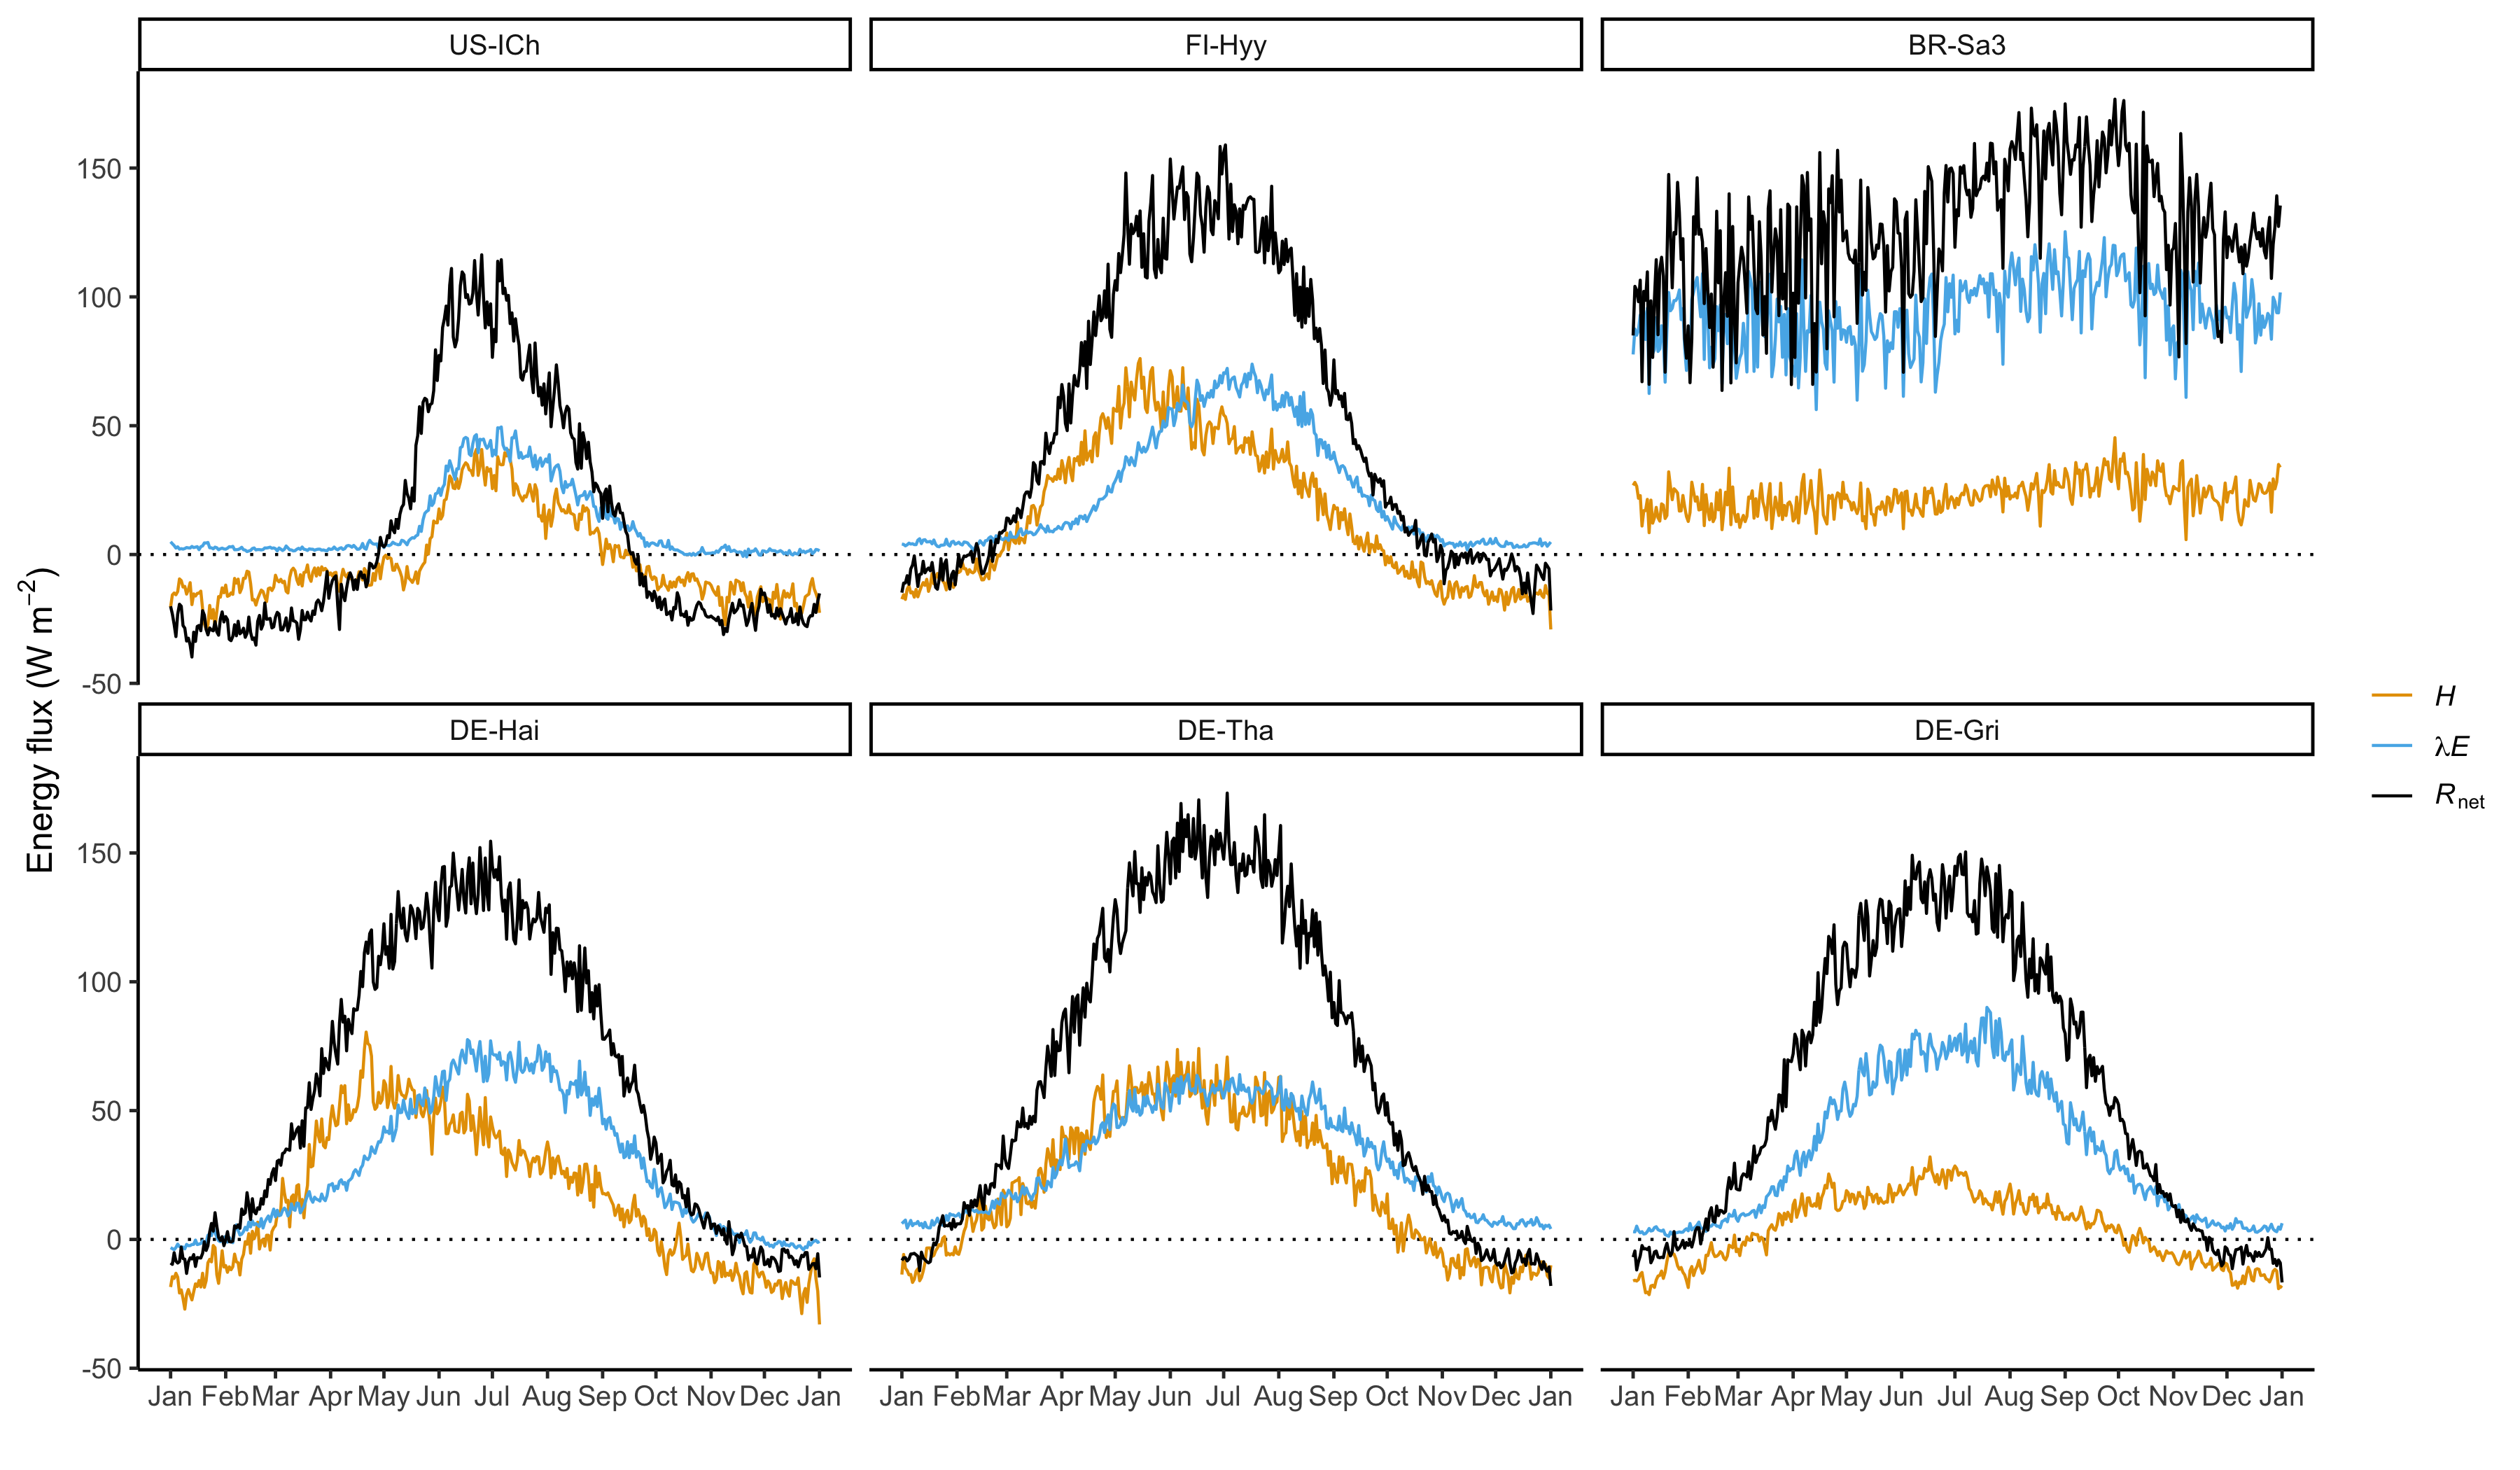 US-ICh FI-Hyy BR-Sa3
150
100
50
0
-50
Energy flux (W m⁻²)
H
λE
Rnet
DE-Hai DE-Tha DE-Gri
150
100
50
0
-50
Jan Feb Mar Apr May Jun Jul Aug Sep Oct Nov Dec Jan Jan Feb Mar Apr May Jun Jul Aug Sep Oct Nov Dec Jan Jan Feb Mar Apr May Jun Jul Aug Sep Oct Nov Dec Jan